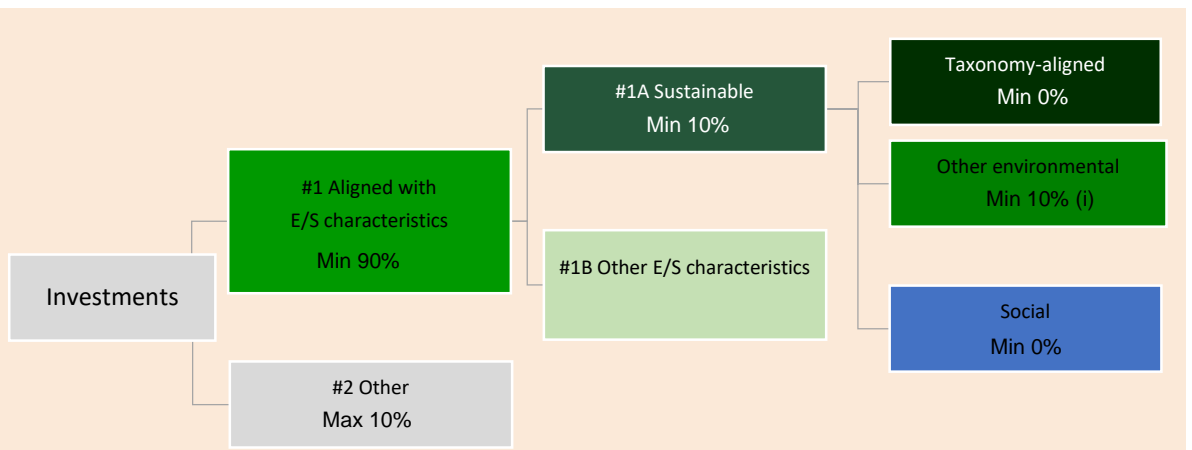 Investments
#1 Aligned with
E/S characteristics
Min 90%
#2 Other
Max 10%
#1A Sustainable
Min 10%
#1B Other E/S characteristics
Taxonomy-aligned
Min 0%
Other environmental
Min 10% (i)
Social
Min 0%